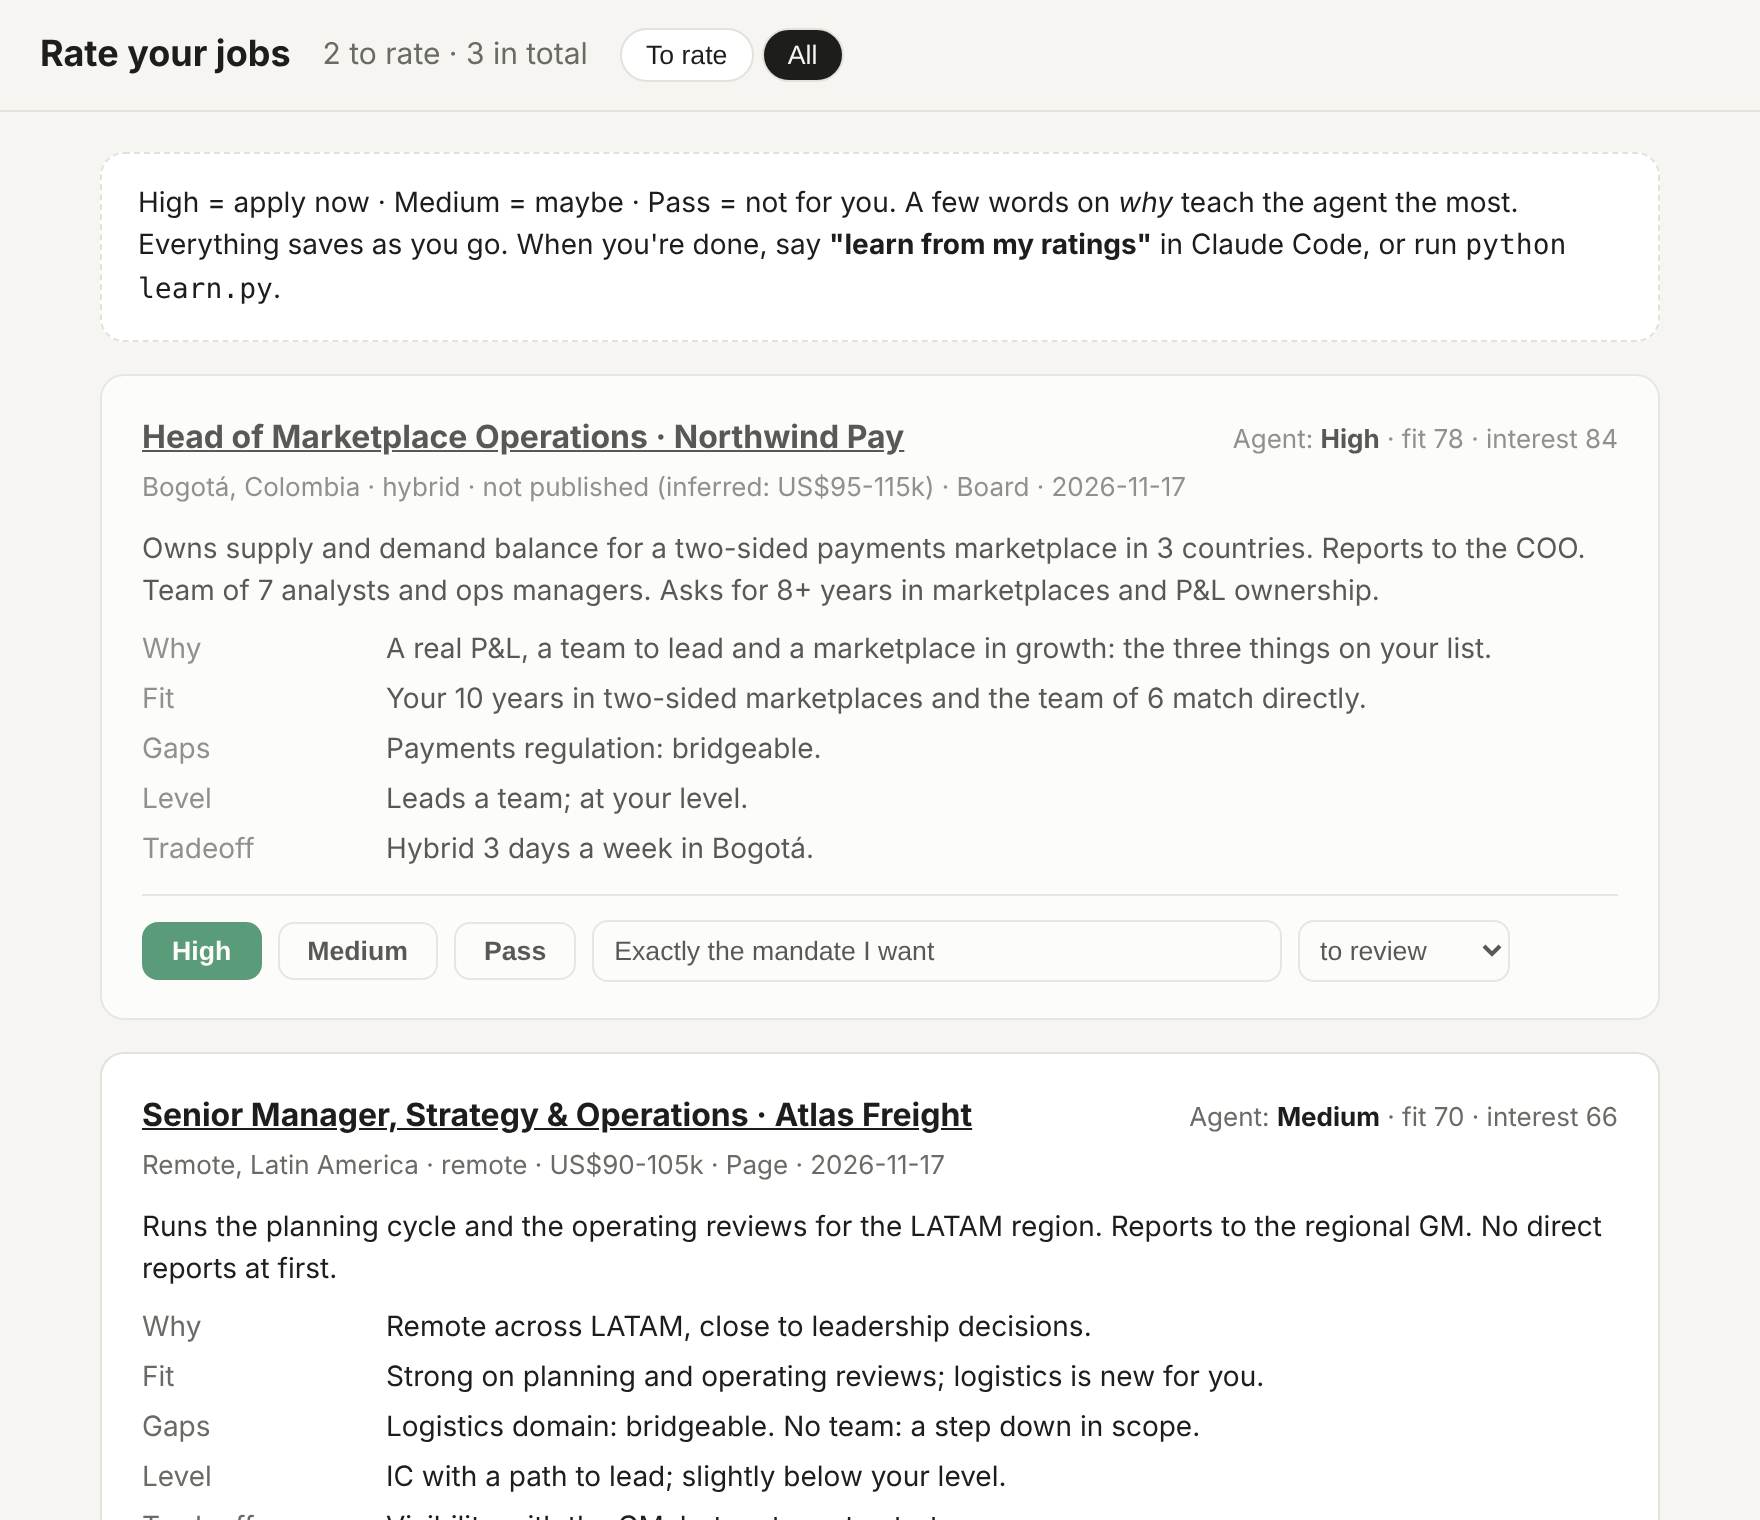 Rate your jobs 2 to rate · 3 in total To rate All
High = apply now · Medium = maybe · Pass = not for you. A few words on why teach the agent the most.
Everything saves as you go. When you're done, say "learn from my ratings" in Claude Code, or run python
learn.py.
Head of Marketplace Operations · Northwind Pay Agent: High · fit 78 · interest 84
Bogotá, Colombia · hybrid · not published (inferred: US$95-115k) · Board · 2026-11-17
Owns supply and demand balance for a two-sided payments marketplace in 3 countries. Reports to the COO.
Team of 7 analysts and ops managers. Asks for 8+ years in marketplaces and P&L ownership.
Why A real P&L, a team to lead and a marketplace in growth: the three things on your list.
Fit Your 10 years in two-sided marketplaces and the team of 6 match directly.
Gaps Payments regulation: bridgeable.
Level Leads a team; at your level.
Tradeoff Hybrid 3 days a week in Bogotá.
High Medium Pass Exactly the mandate I want to review
Senior Manager, Strategy & Operations · Atlas Freight Agent: Medium · fit 70 · interest 66
Remote, Latin America · remote · US$90-105k · Page · 2026-11-17
Runs the planning cycle and the operating reviews for the LATAM region. Reports to the regional GM. No direct
reports at first.
Why Remote across LATAM, close to leadership decisions.
Fit Strong on planning and operating reviews; logistics is new for you.
Gaps Logistics domain: bridgeable. No team: a step down in scope.
Level IC with a path to lead; slightly below your level.